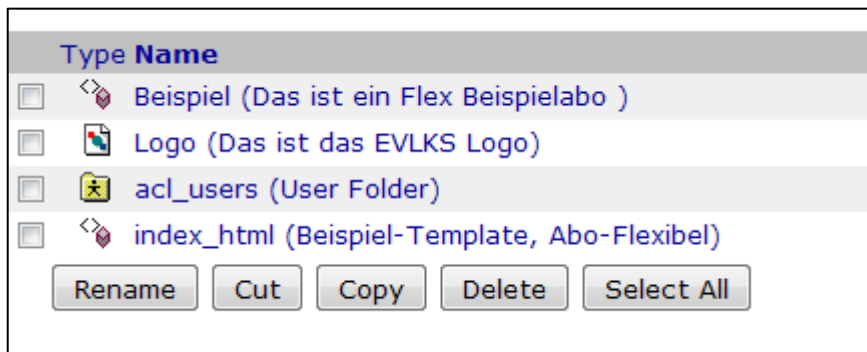 Type Name
Beispiel (Das ist ein Flex Beispielabo )
Logo (Das ist das EVLKS Logo)
acl_users (User Folder)
index_html (Beispiel-Template, Abo-Flexibel)
Rename Cut Copy Delete Select All